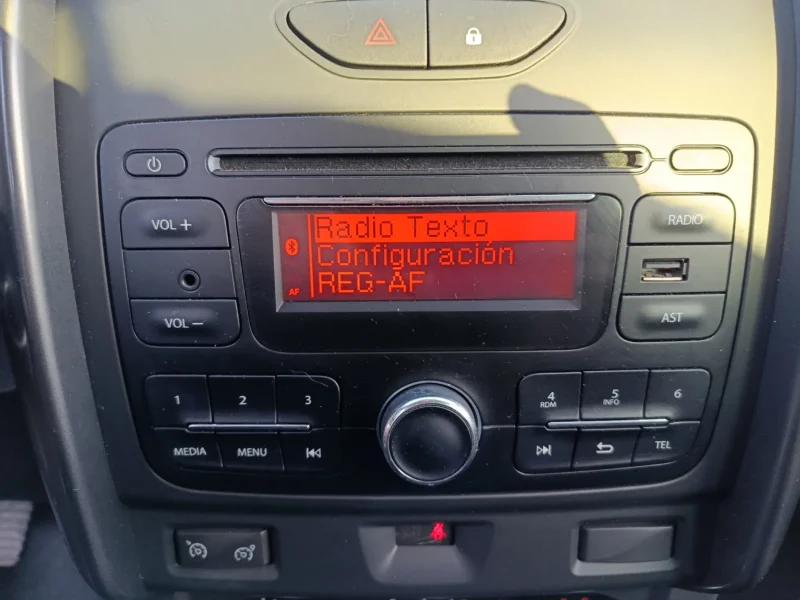 VOL +
RADIO
Radio Texto
Configuración
REG-AF
AF
VOL –
AST
1
2
3
4
RDM
5
INFO
6
MEDIA
MENU
TEL